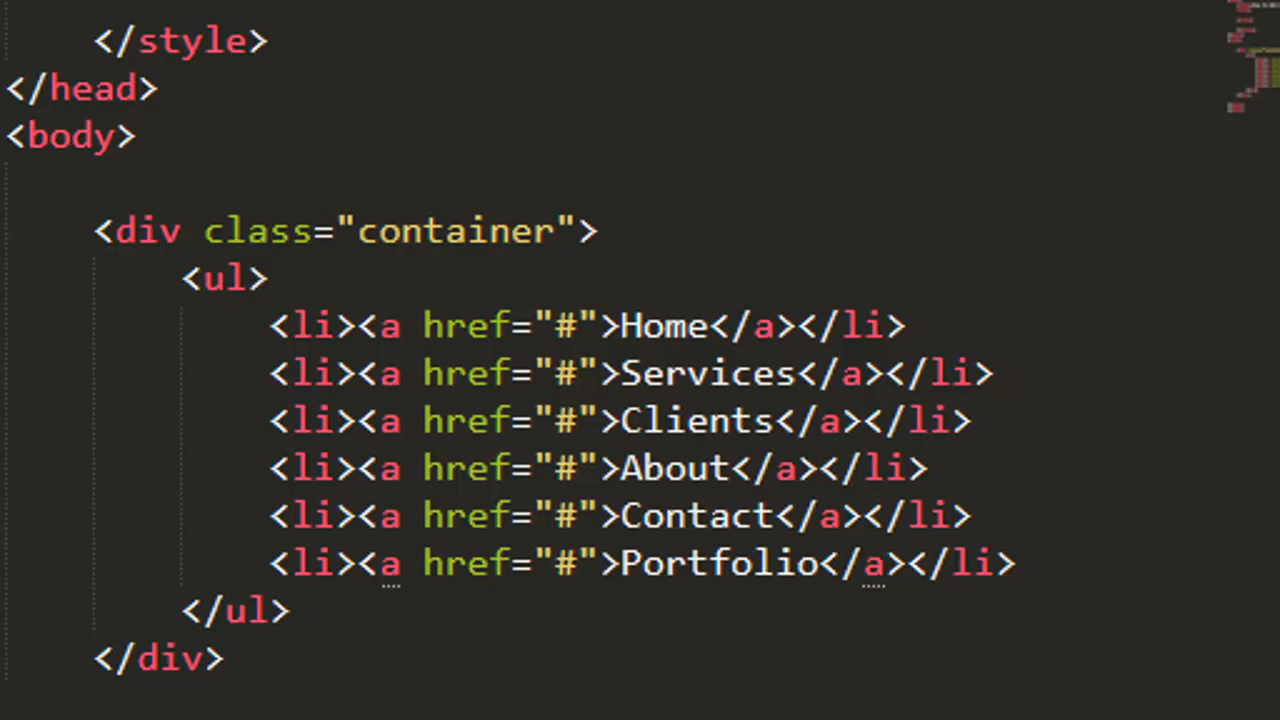 </style>
</head>
<body>
<div class="container">
<ul>
<li><a href="#">Home</a></li>
<li><a href="#">Services</a></li>
<li><a href="#">Clients</a></li>
<li><a href="#">About</a></li>
<li><a href="#">Contact</a></li>
<li><a href="#">Portfolio</a></li>
</ul>
</div>